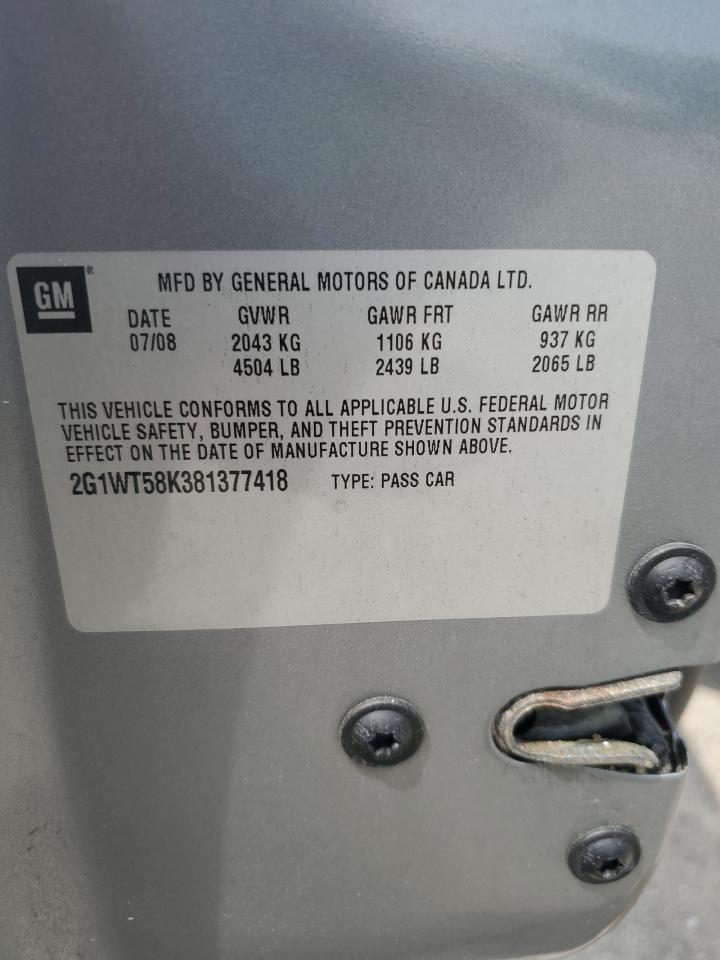 GM®
MFD BY GENERAL MOTORS OF CANADA LTD.
DATE GVWR GAWR FRT GAWR RR
07/08 2043 KG 1106 KG 937 KG
4504 LB 2439 LB 2065 LB
THIS VEHICLE CONFORMS TO ALL APPLICABLE U.S. FEDERAL MOTOR
VEHICLE SAFETY, BUMPER, AND THEFT PREVENTION STANDARDS IN
EFFECT ON THE DATE OF MANUFACTURE SHOWN ABOVE.
2G1WT58K381377418 TYPE: PASS CAR